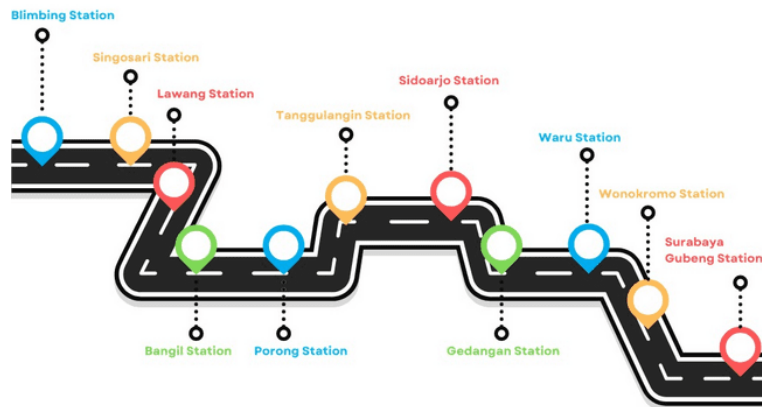 Blimbing Station
Singosari Station
Lawang Station
Bangil Station
Porong Station
Tanggulangin Station
Sidoarjo Station
Gedangan Station
Waru Station
Wonokromo Station
Surabaya
Gubeng Station